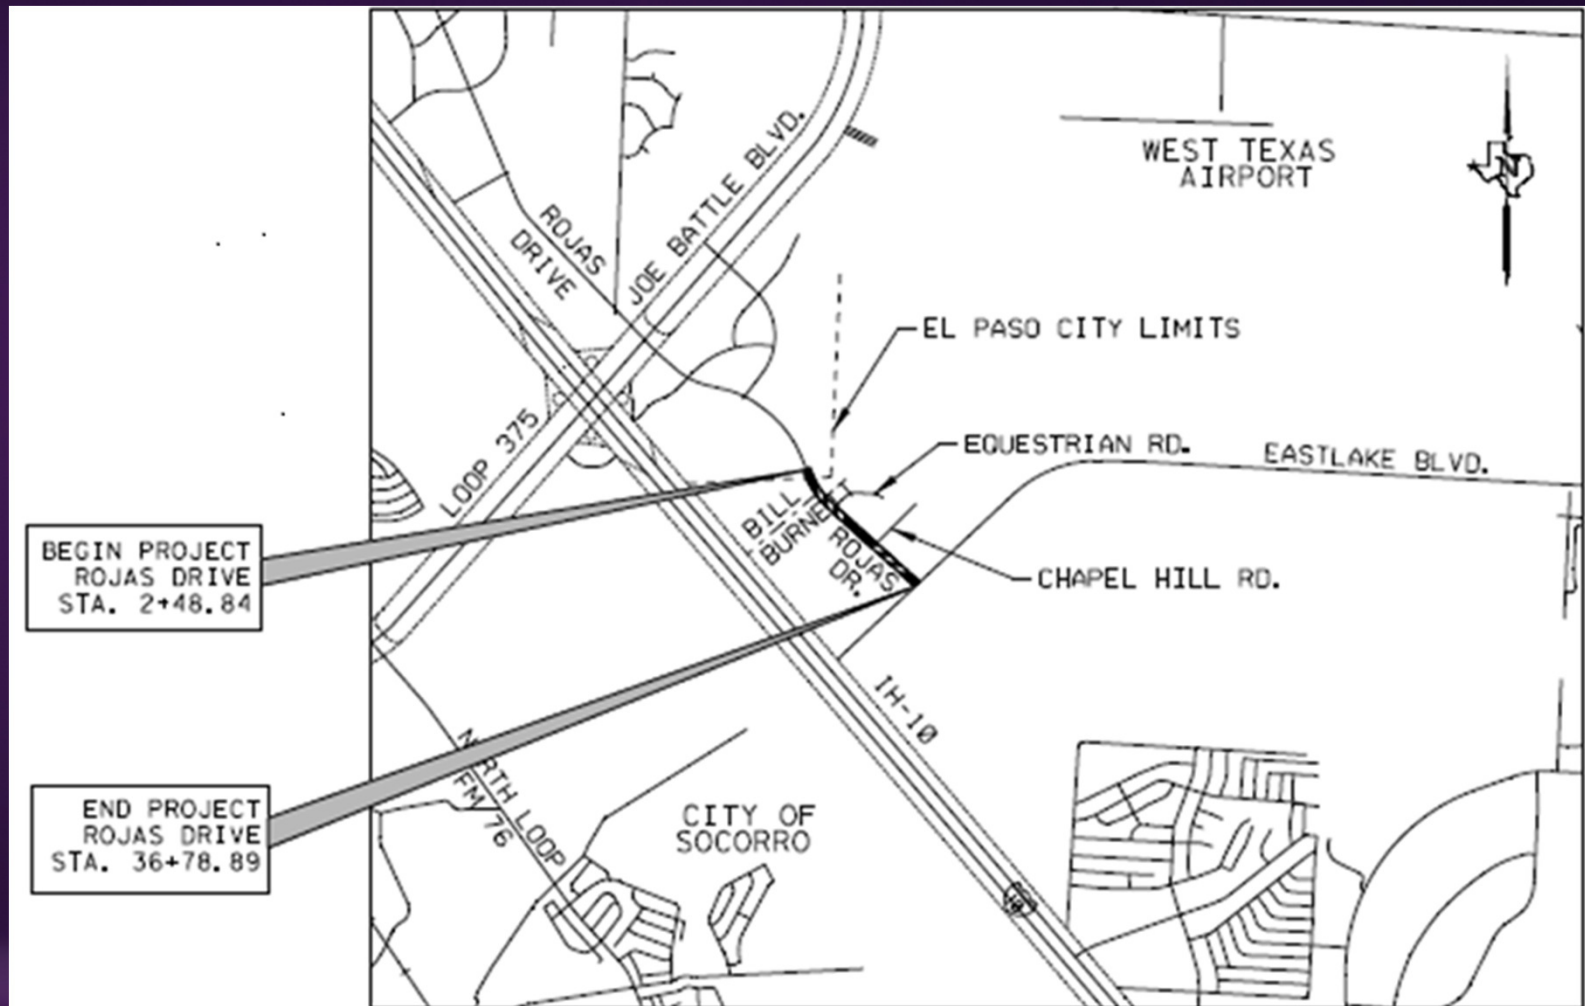 WEST TEXAS
AIRPORT
N
JOE BATTLE BLVD.
ROJAS
DRIVE
EL PASO CITY LIMITS
EQUESTRIAN RD.
EASTLAKE BLVD.
LOOP 375
BILL
BURNETT
ROJAS
DR.
BEGIN PROJECT
ROJAS DRIVE
STA. 2+48.84
CHAPEL HILL RD.
IH-10
NORTH LOOP
FM 76
END PROJECT
ROJAS DRIVE
STA. 36+78.89
CITY OF
SOCORRO
10